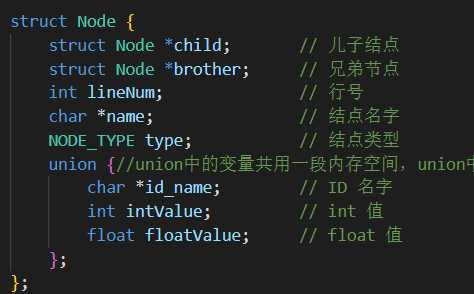 struct Node {
struct Node *child; // 儿子结点
struct Node *brother; // 兄弟节点
int lineNum; // 行号
char *name; // 结点名字
NODE_TYPE type; // 结点类型
union {//union中的变量共用一段内存空间，union中
char *id_name; // ID 名字
int intValue; // int 值
float floatValue; // float 值
};
};